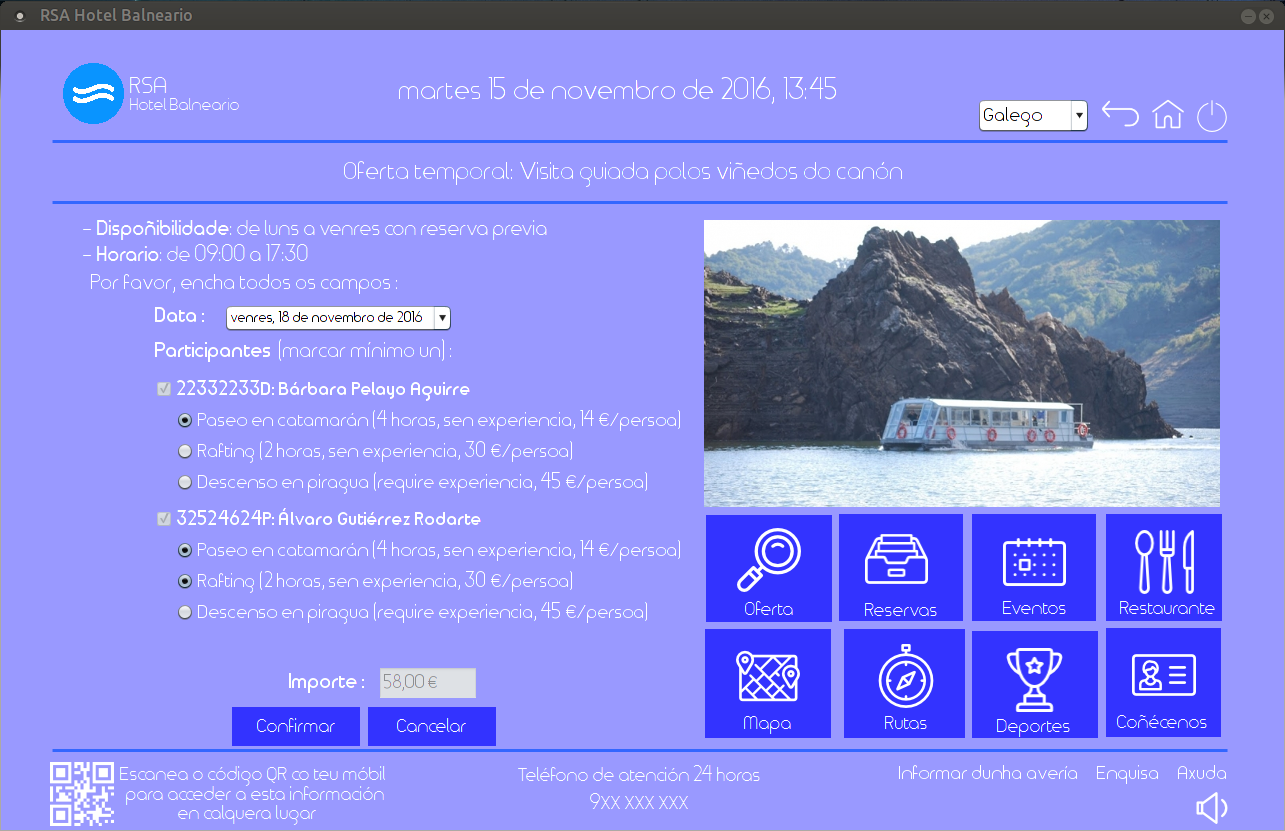 RSA Hotel Balneario
RSA
Hotel Balneario
martes 15 de novembro de 2016, 13:45
Galego
Oferta temporal: Visita guiada polos viñedos do canón
- Dispoñibilidade: de luns a venres con reserva previa
- Horario: de 09:00 a 17:30
Por favor, encha todos os campos :
Data : venres, 18 de novembro de 2016
Participantes (marcar mínimo un) :
22332233D: Bárbara Pelayo Aguirre
Paseo en catamarán (4 horas, sen experiencia, 14 €/persoa)
Rafting (2 horas, sen experiencia, 30 €/persoa)
Descenso en piragua (require experiencia, 45 €/persoa)
32524624P: Álvaro Gutiérrez Rodarte
Paseo en catamarán (4 horas, sen experiencia, 14 €/persoa)
Rafting (2 horas, sen experiencia, 30 €/persoa)
Descenso en piragua (require experiencia, 45 €/persoa)
Importe : 58,00 €
Confirmar Cancelar
Oferta Reservas Eventos Restaurante
Mapa Rutas Deportes Coñécenos
Escanea o código QR co teu móbil
para acceder a esta información
en calquera lugar
Teléfono de atención 24 horas
9XX XXX XXX
Informar dunha avería Enquisa Axuda